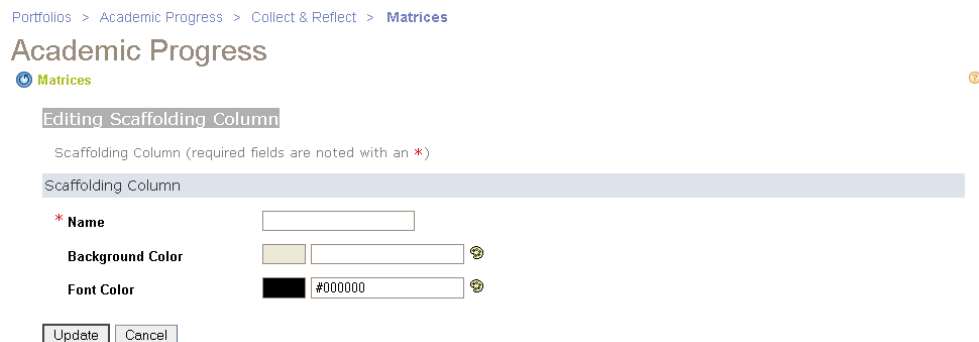 Portfolios > Academic Progress > Collect & Reflect > Matrices
Academic Progress
Matrices
?
Editing Scaffolding Column
Scaffolding Column (required fields are noted with an *)
Scaffolding Column
* Name
Background Color
Font Color #000000
Update Cancel